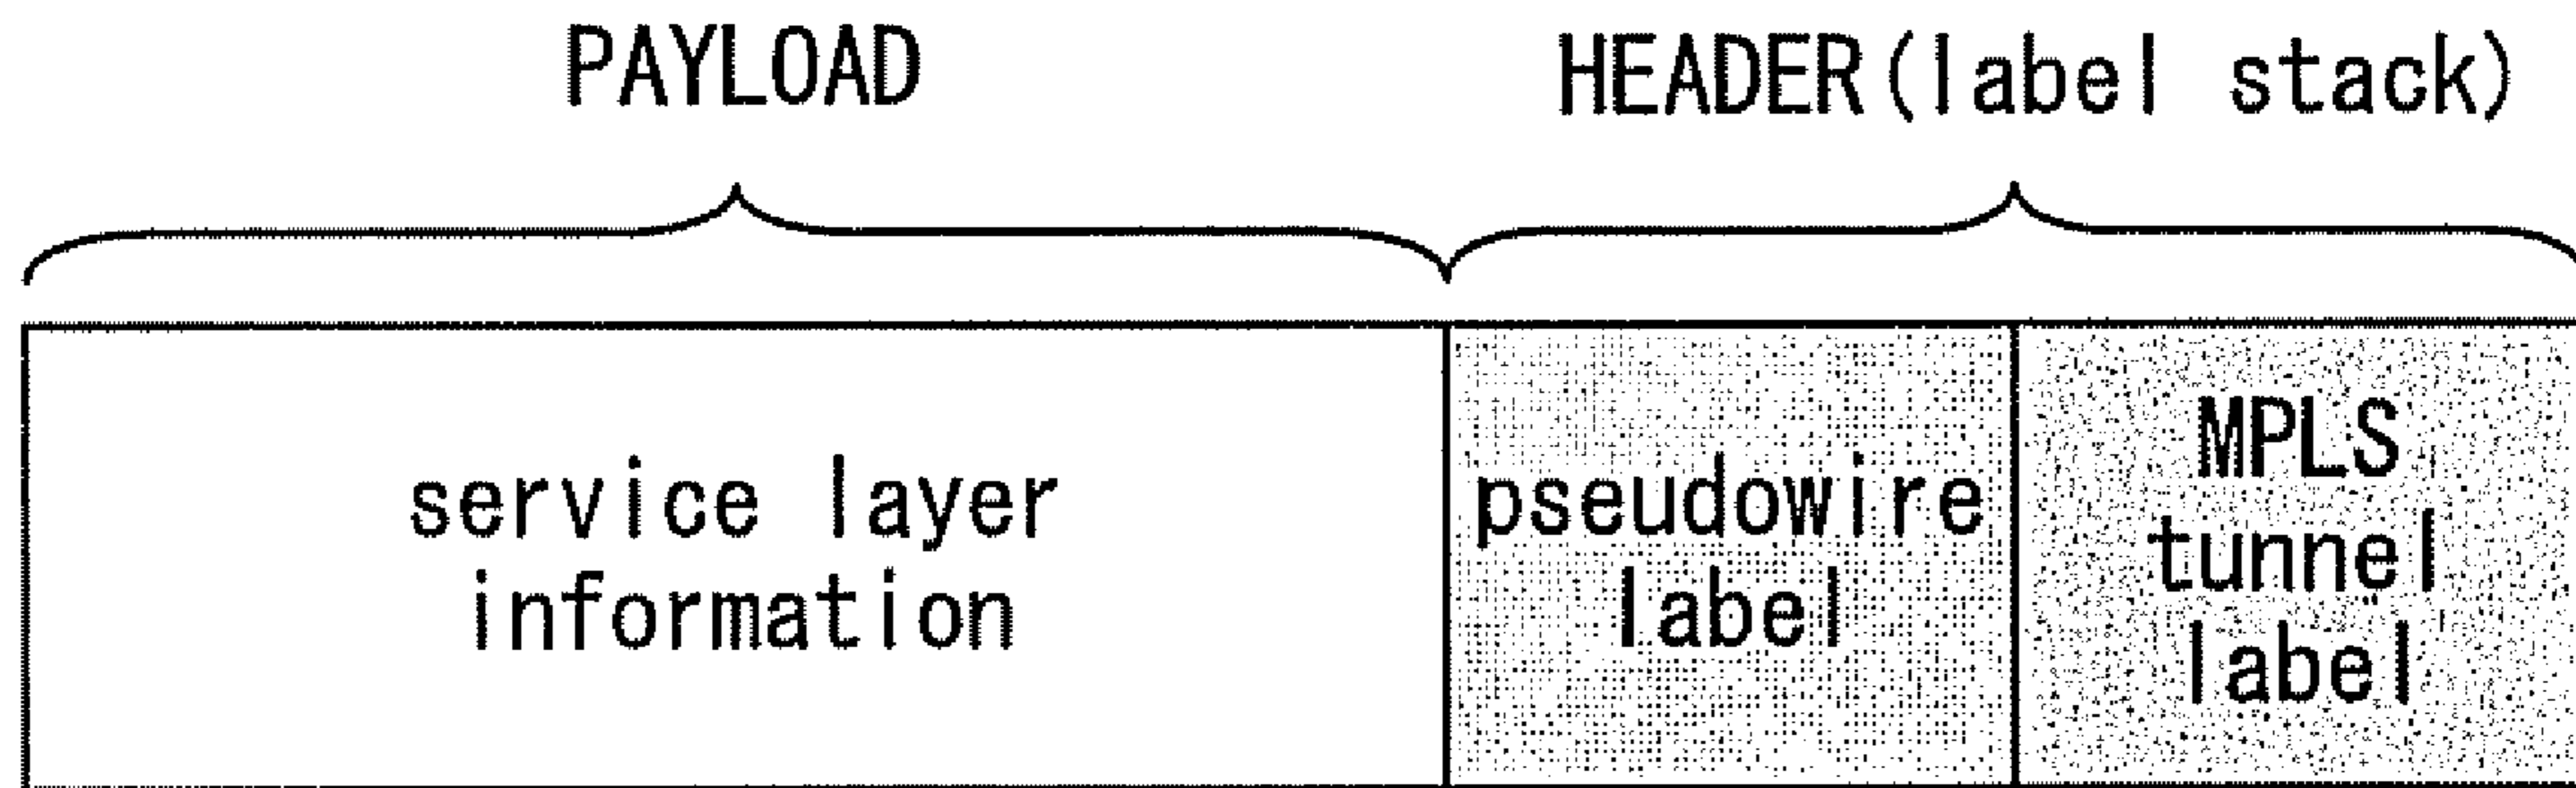 PAYLOAD
HEADER(label stack)
service layer
information
pseudowire
label
MPLS
tunnel
label